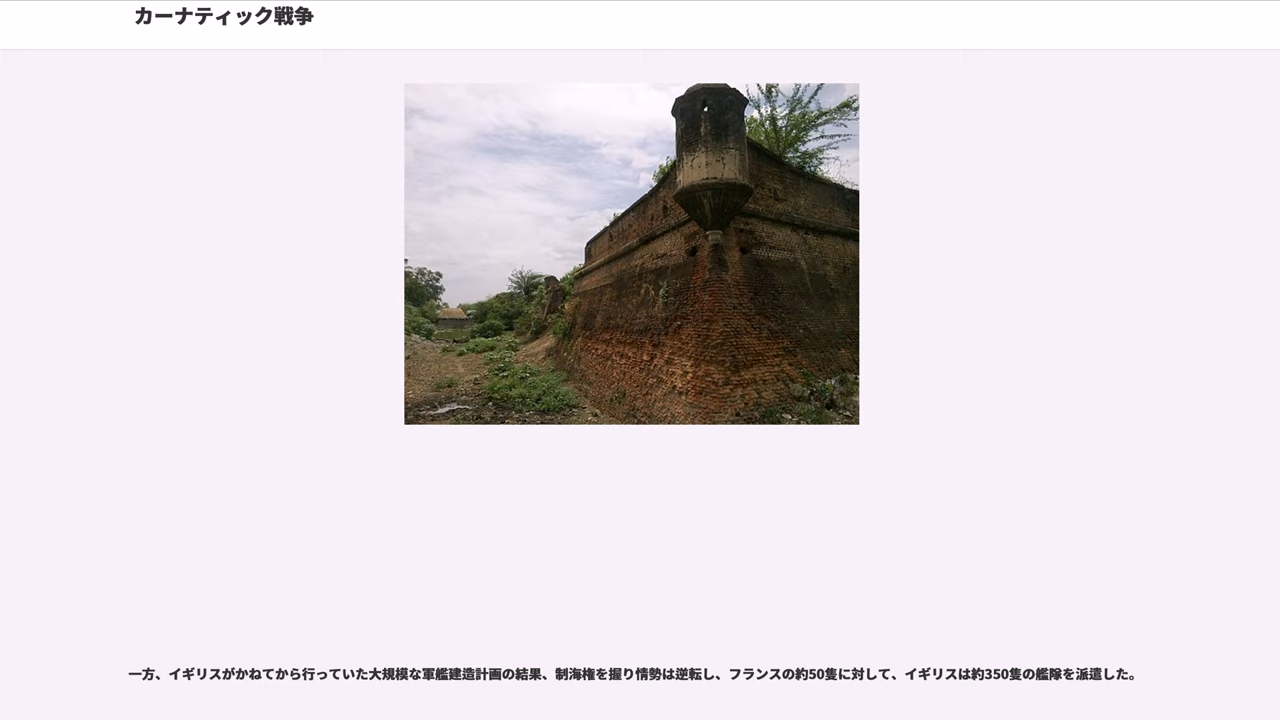 カーナティック戦争
一方、イギリスがかねてから行っていた大規模な軍艦建造計画の結果、制海権を握り情勢は逆転し、フランスの約50隻に対して、イギリスは約350隻の艦隊を派遣した。